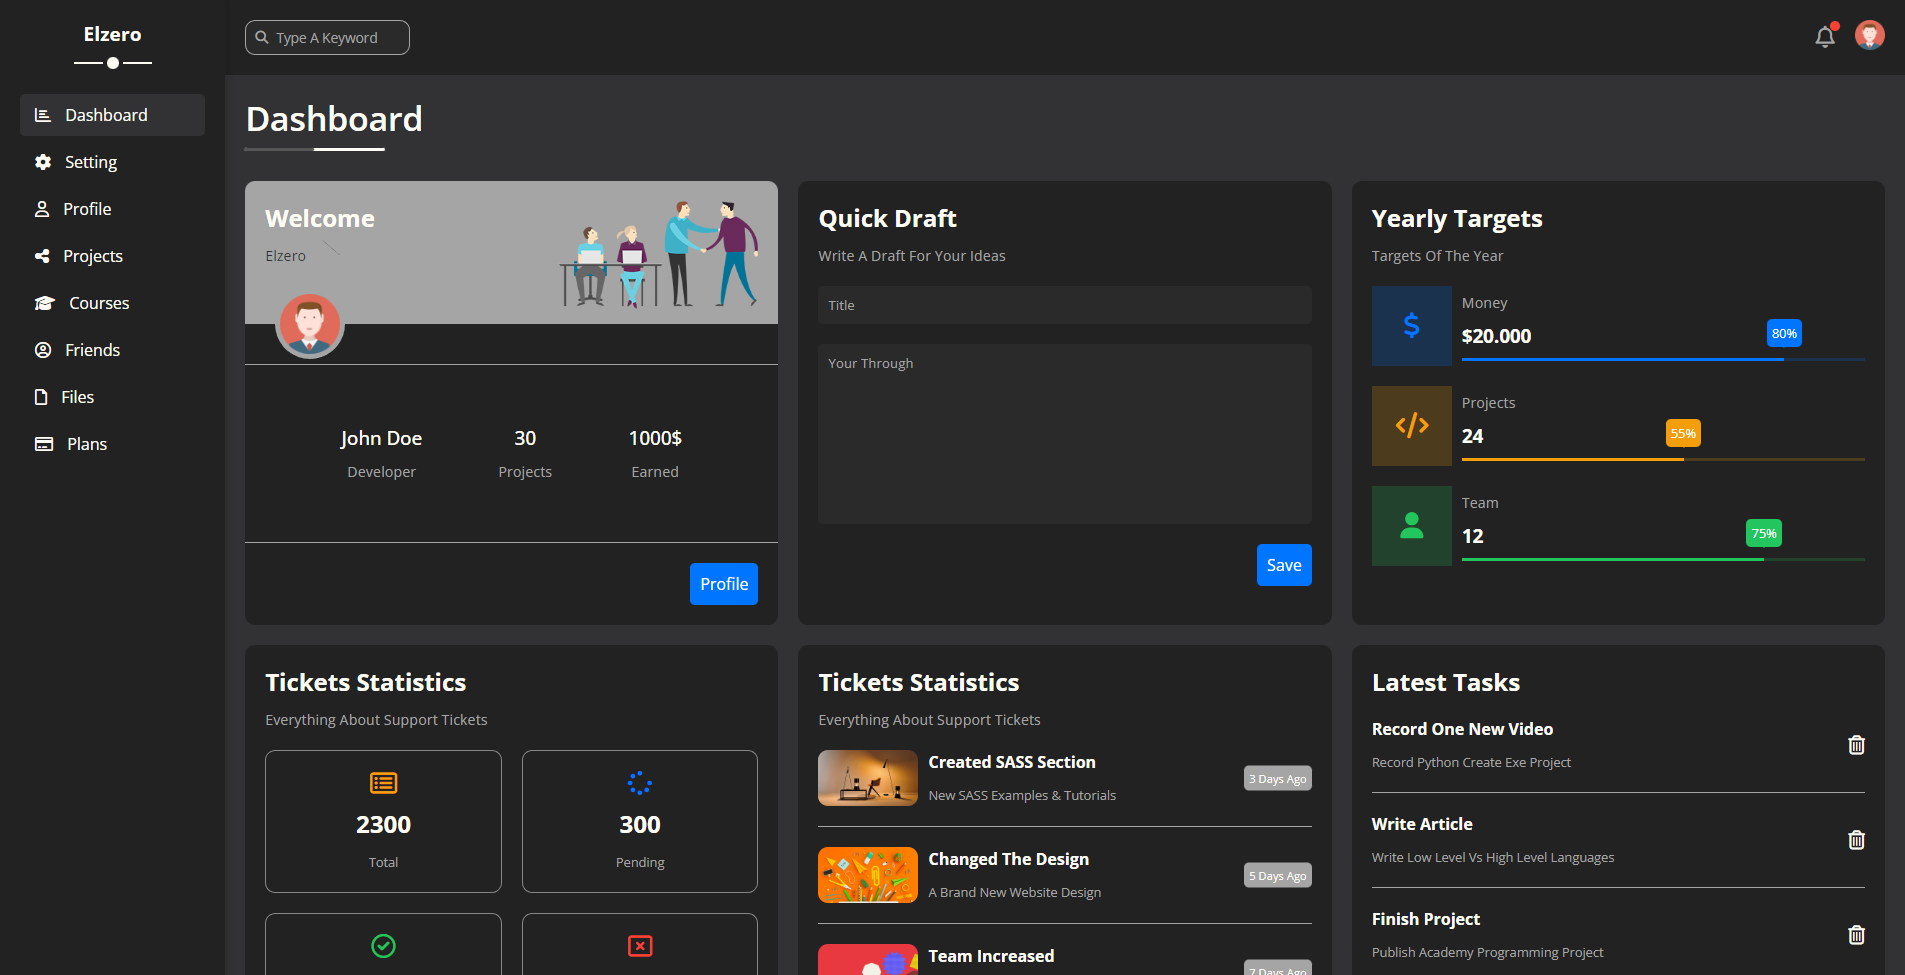 Elzero
Type A Keyword
Dashboard
Setting
Profile
Projects
Courses
Friends
Files
Plans
Dashboard
Welcome
Elzero
John Doe
Developer
30
Projects
1000$
Earned
Profile
Quick Draft
Write A Draft For Your Ideas
Title
Your Through
Save
Yearly Targets
Targets Of The Year
Money
$20.000
80%
Projects
24
55%
Team
12
75%
Tickets Statistics
Everything About Support Tickets
2300
Total
300
Pending
Tickets Statistics
Everything About Support Tickets
Created SASS Section
New SASS Examples & Tutorials
3 Days Ago
Changed The Design
A Brand New Website Design
5 Days Ago
Team Increased
7 Days Ago
Latest Tasks
Record One New Video
Record Python Create Exe Project
Write Article
Write Low Level Vs High Level Languages
Finish Project
Publish Academy Programming Project